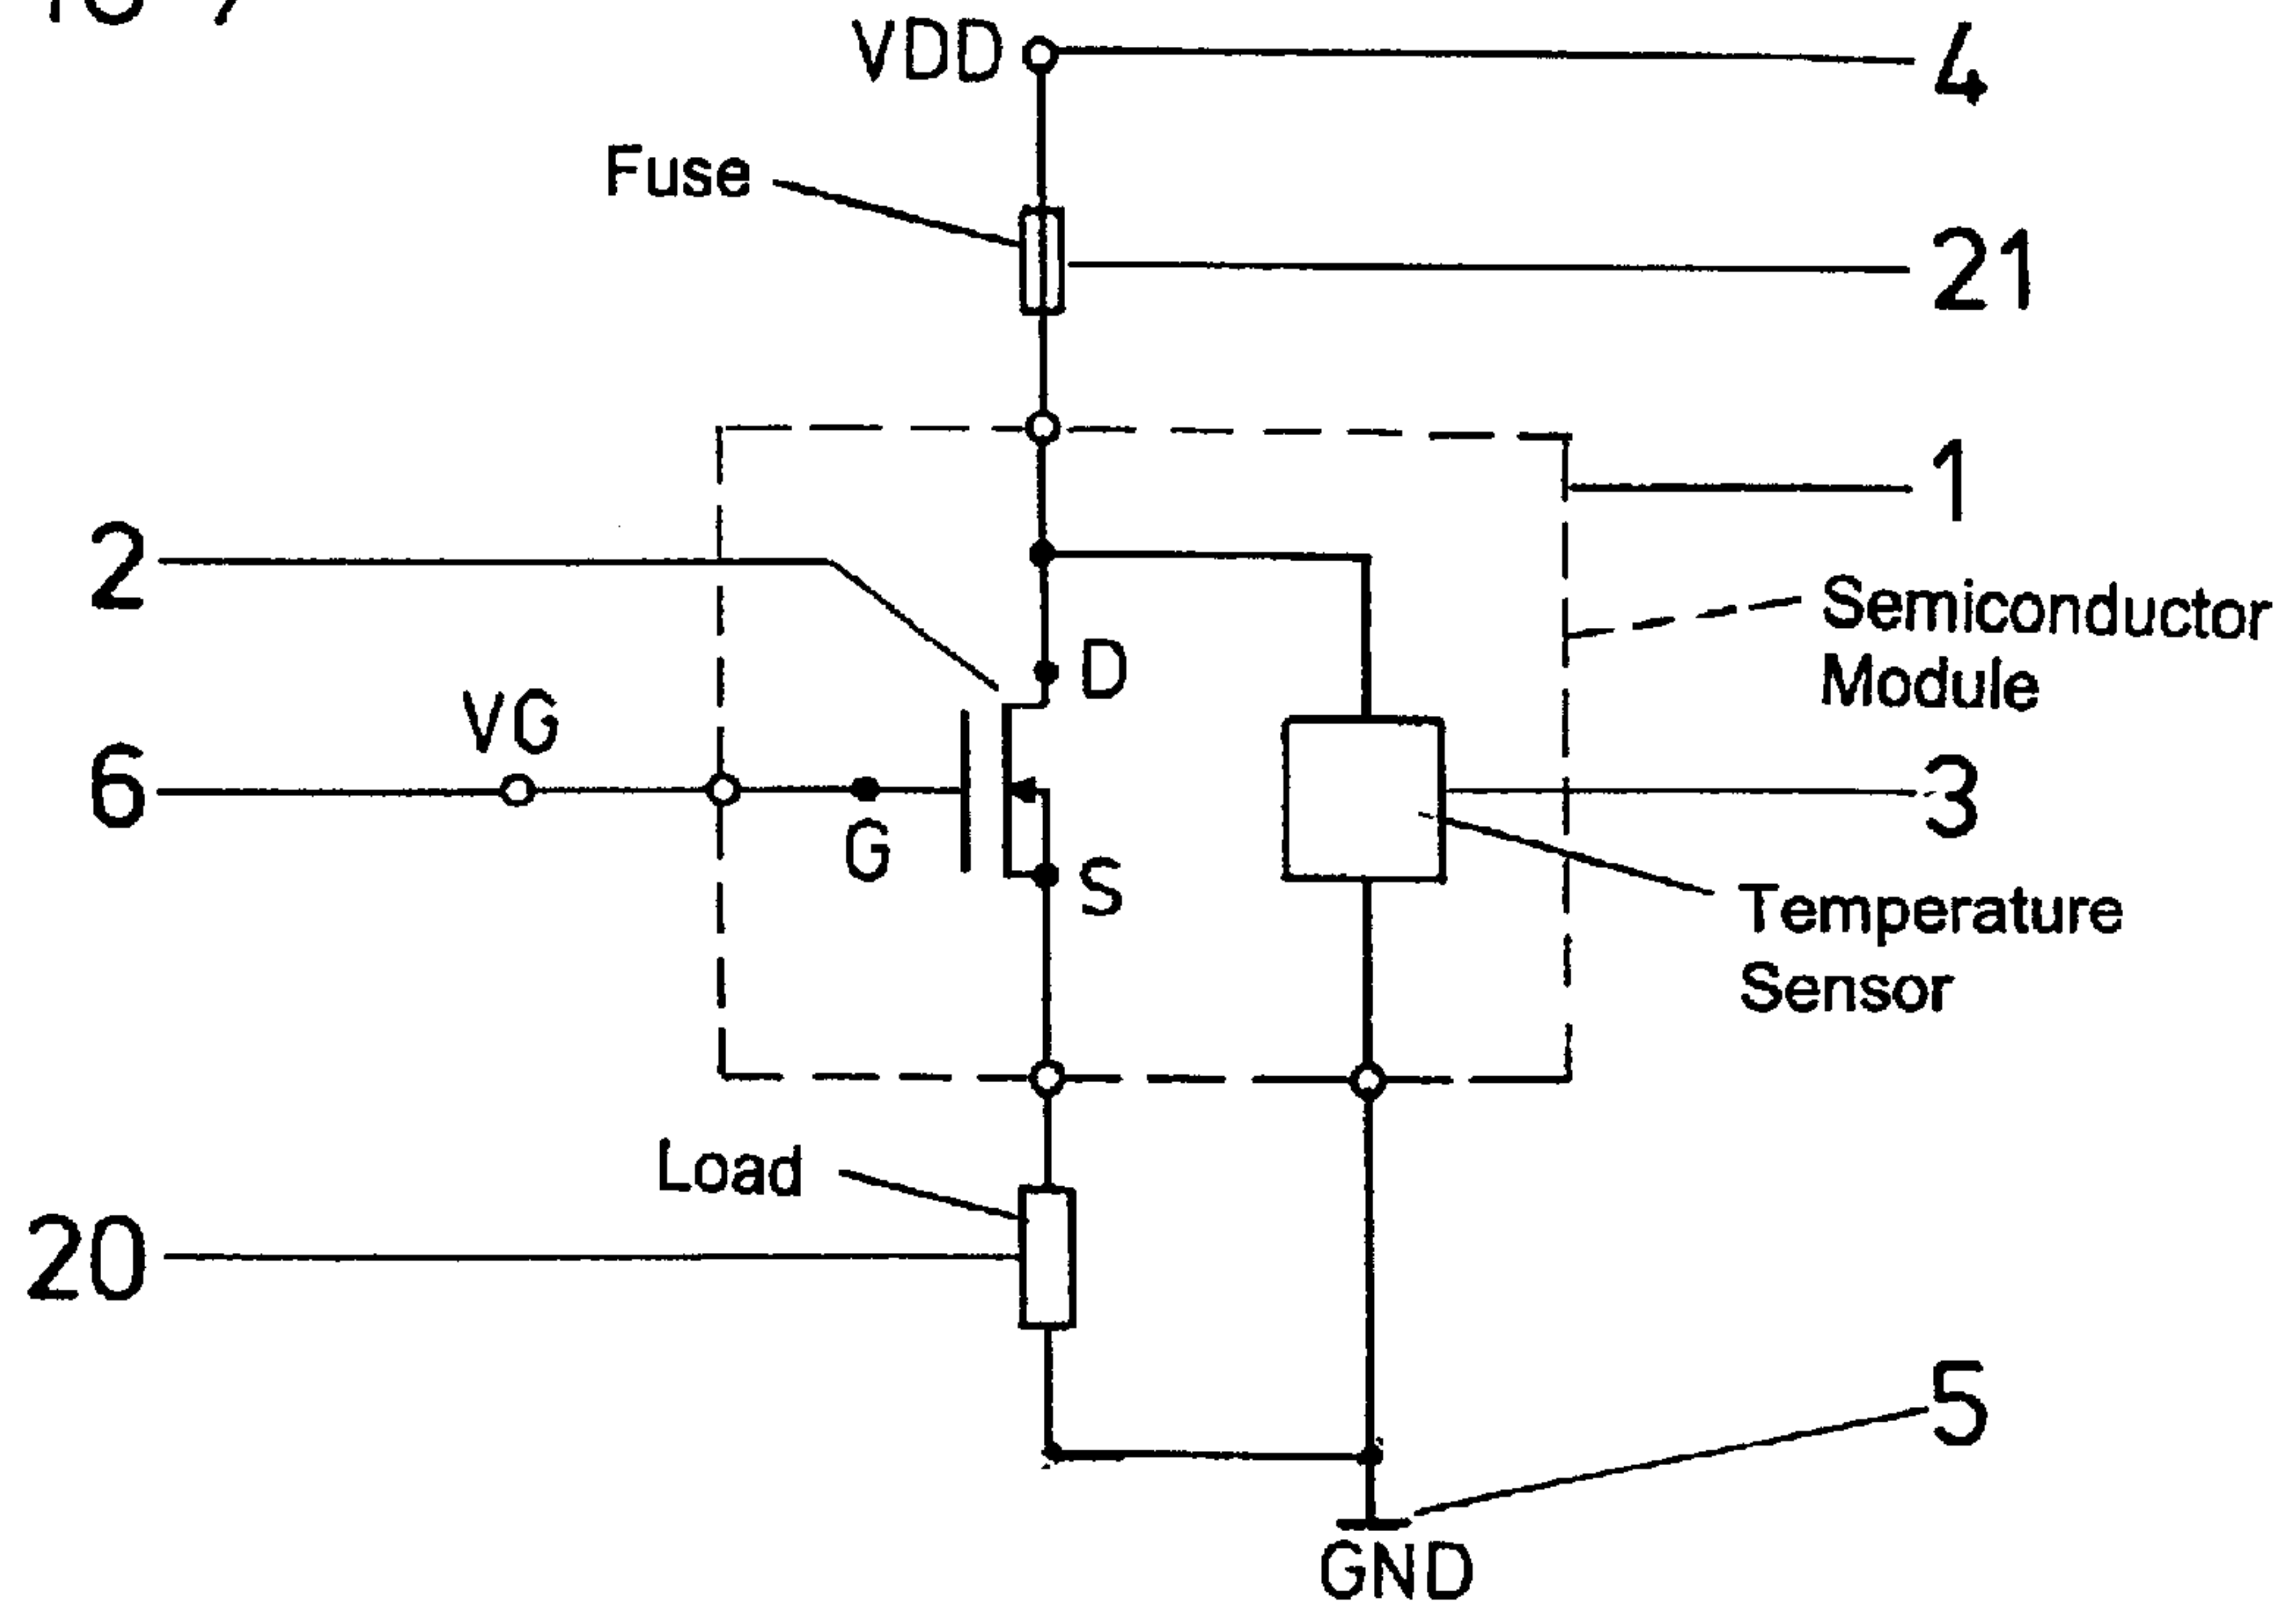 VDD
4
Fuse
21
1
2
Semiconductor
Module
D
VG
6
3
G
S
Temperature
Sensor
Load
20
5
GND